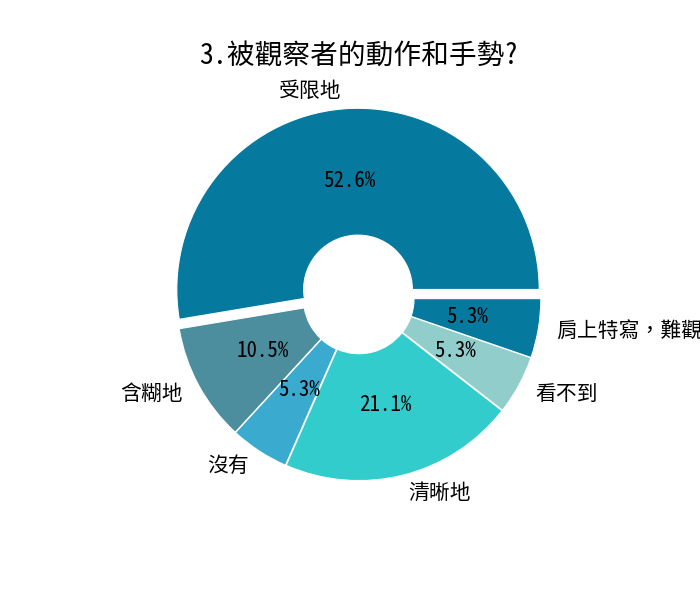 3.被觀察者的動作和手勢?
受限地
52.6%
5.3%
肩上特寫，難觀
5.3%
10.5%
5.3%
21.1%
含糊地
看不到
沒有
清晰地